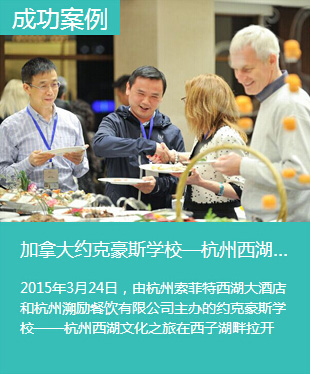 成功案例
加拿大约克豪斯学校—杭州西湖...
2015年3月24日，由杭州索菲特西湖大酒店
和杭州溯励餐饮有限公司主办的约克豪斯学
校——杭州西湖文化之旅在西子湖畔拉开